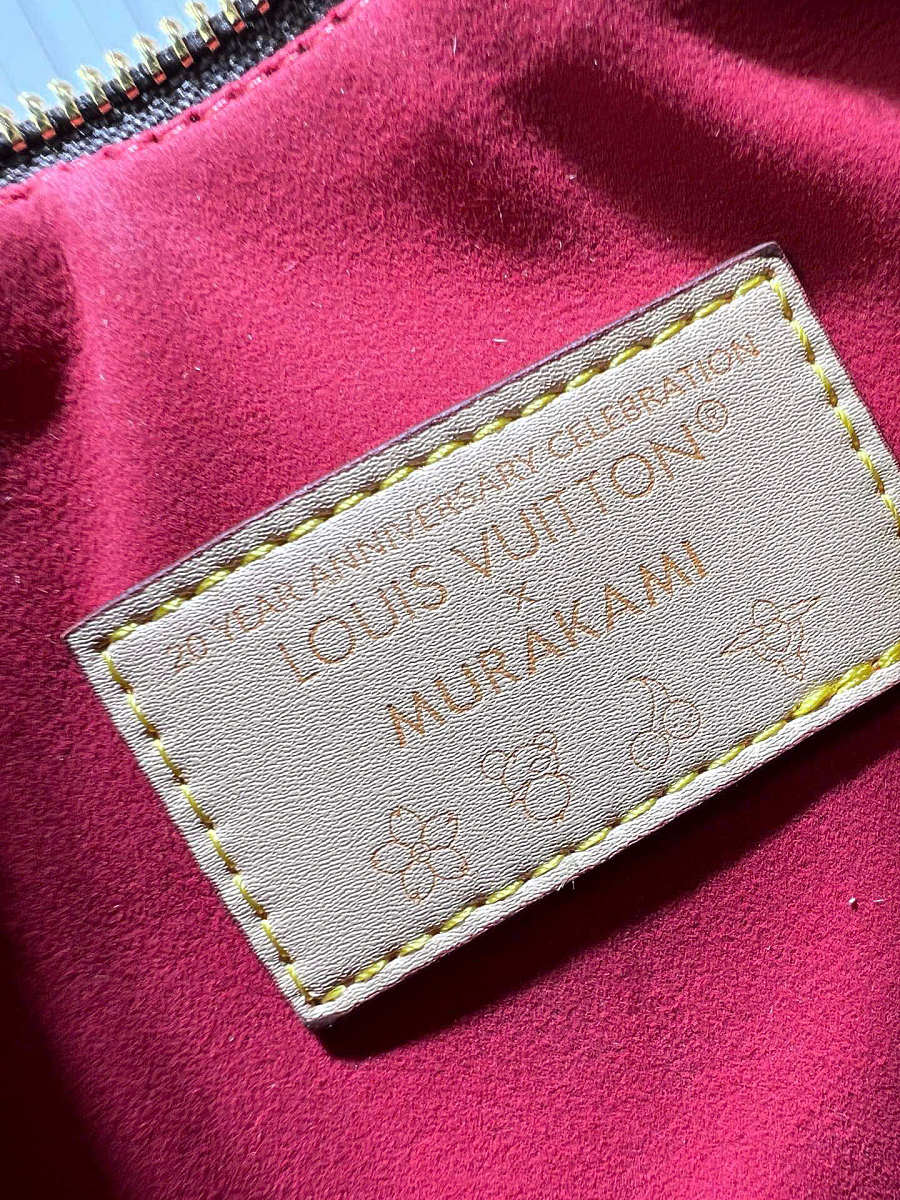 20 YEAR ANNIVERSARY CELEBRATION
LOUIS VUITTON©
×
MURAKAMI